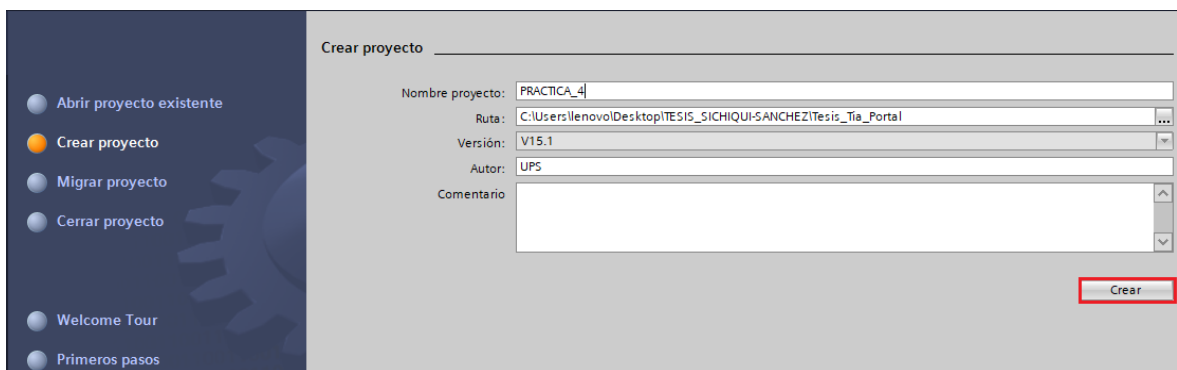 Abrir proyecto existente
Crear proyecto
Migrar proyecto
Cerrar proyecto
Welcome Tour
Primeros pasos
Crear proyecto
Nombre proyecto: PRACTICA_4
Ruta: C:\Users\lenovo\Desktop\TESIS_SICHIQUI-SANCHEZ\Tesis_Tia_Portal ...
Versión: V15.1
Autor: UPS
Comentario
Crear